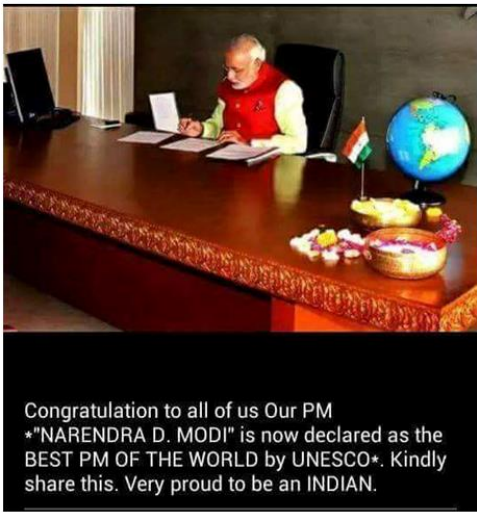 Congratulation to all of us Our PM
*"NARENDRA D. MODI" is now declared as the
BEST PM OF THE WORLD by UNESCO*. Kindly
share this. Very proud to be an INDIAN.